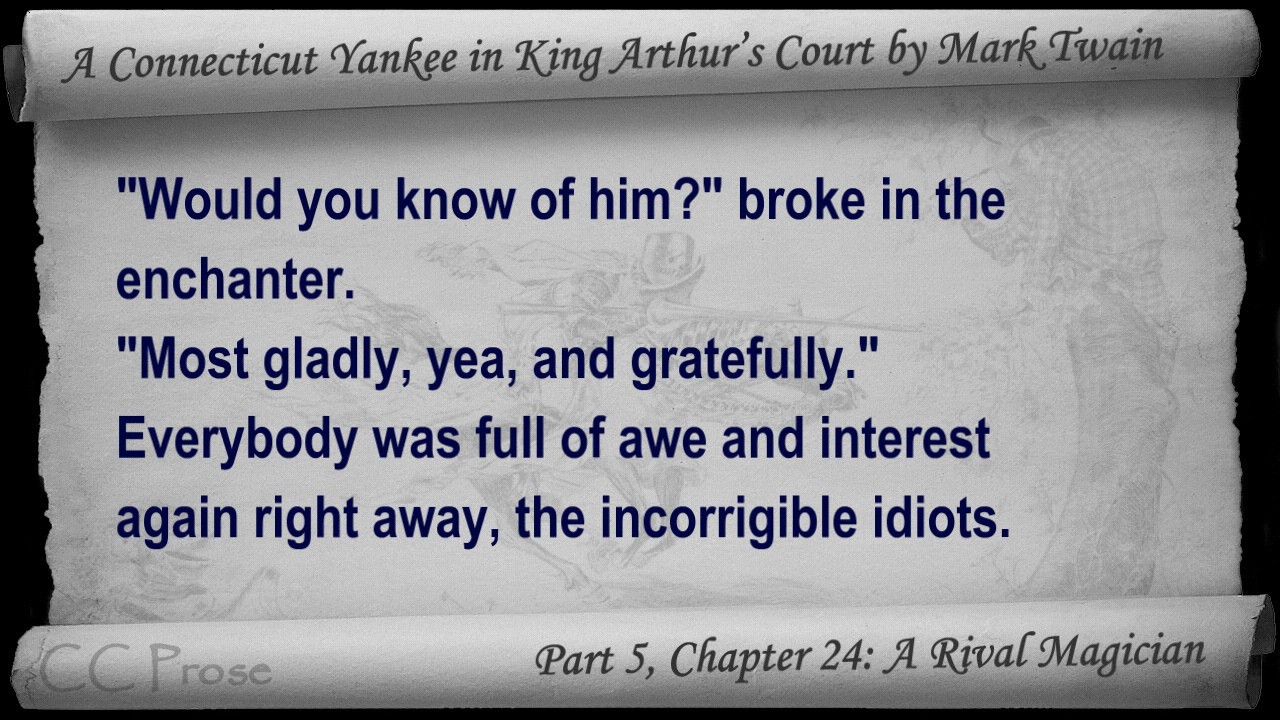 A Connecticut Yankee in King Arthur's Court by Mark Twain
"Would you know of him?" broke in the
enchanter.
"Most gladly, yea, and gratefully."
Everybody was full of awe and interest
again right away, the incorrigible idiots.
CC Prose
Part 5, Chapter 24: A Rival Magician